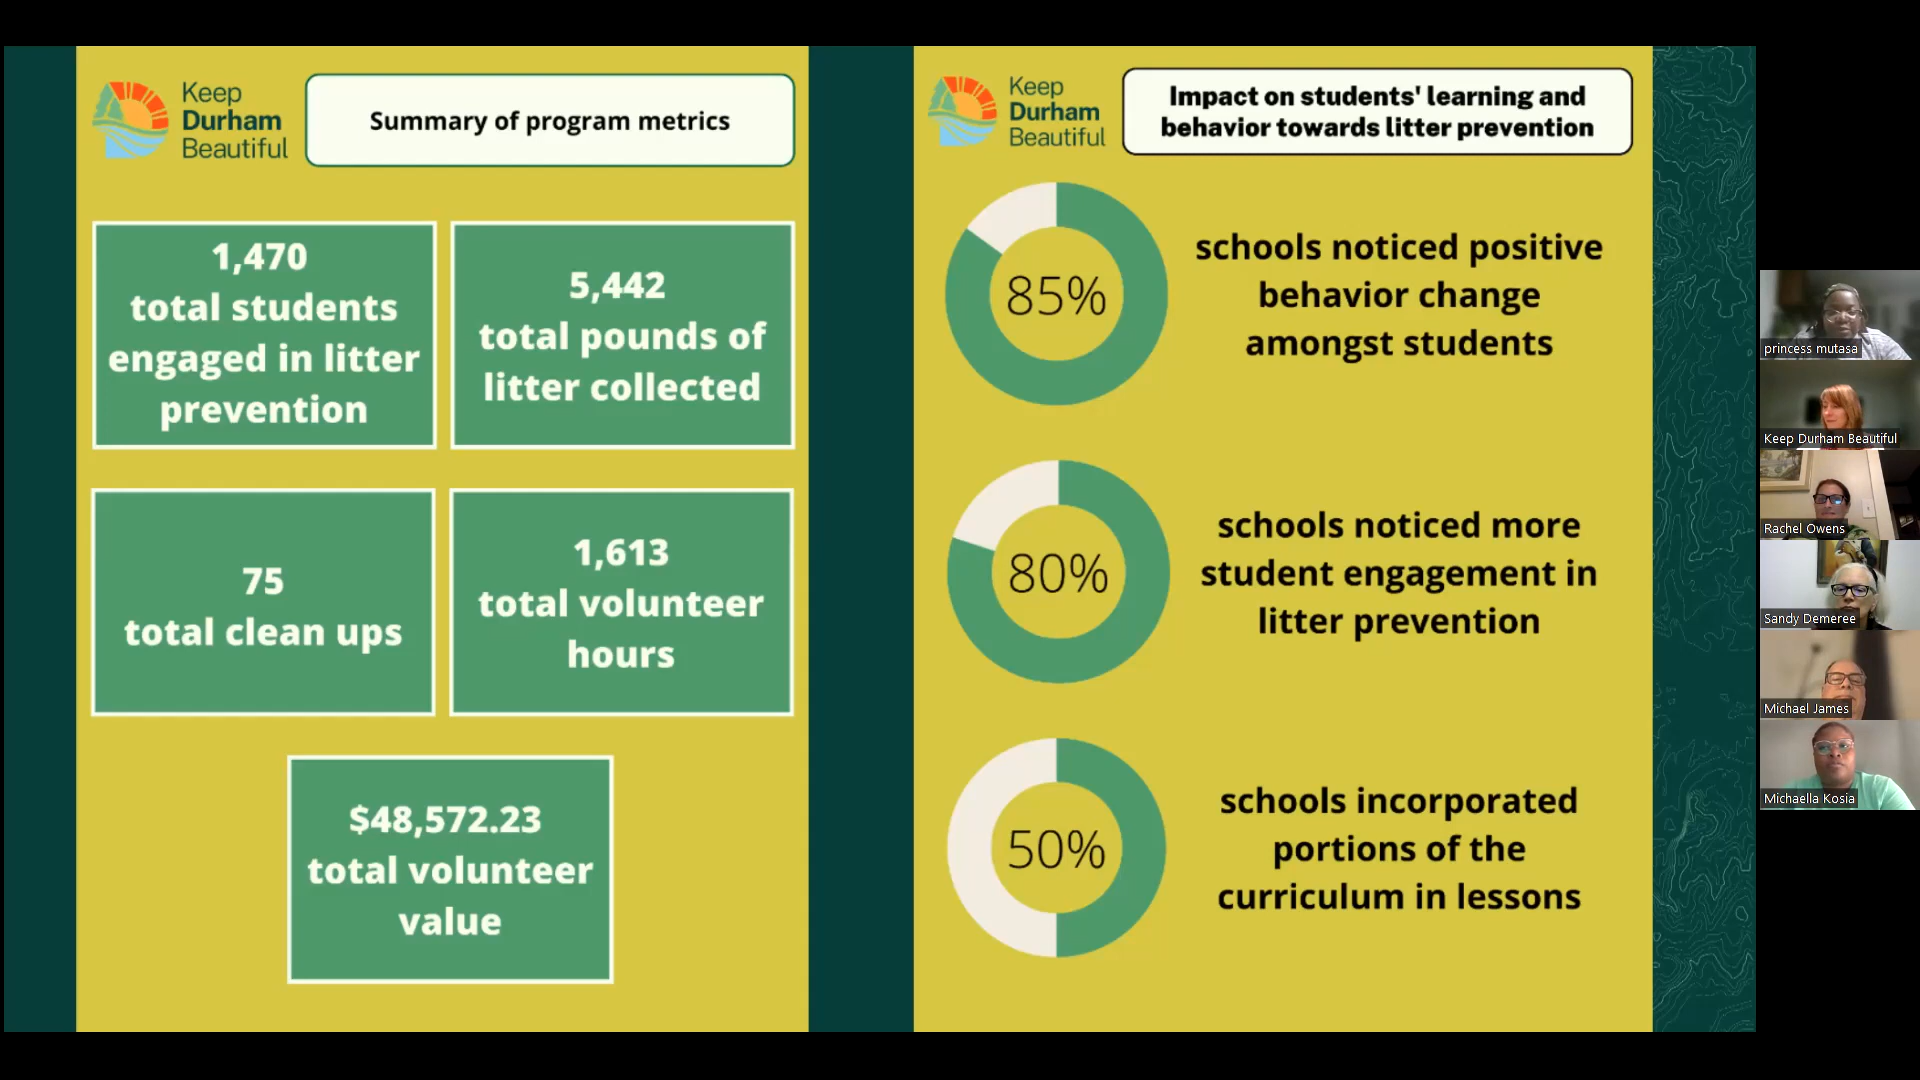 Keep
Durham
Beautiful
Summary of program metrics
1,470
total students
engaged in litter
prevention
5,442
total pounds of
litter collected
75
total clean ups
1,613
total volunteer
hours
$48,572.23
total volunteer
value
Keep
Durham
Beautiful
Impact on students' learning and
behavior towards litter prevention
85%
schools noticed positive
behavior change
amongst students
80%
schools noticed more
student engagement in
litter prevention
50%
schools incorporated
portions of the
curriculum in lessons
princess mutasa
Keep Durham Beautiful
Rachel Owens
Sandy Demeree
Michael James
Michaella Kosia